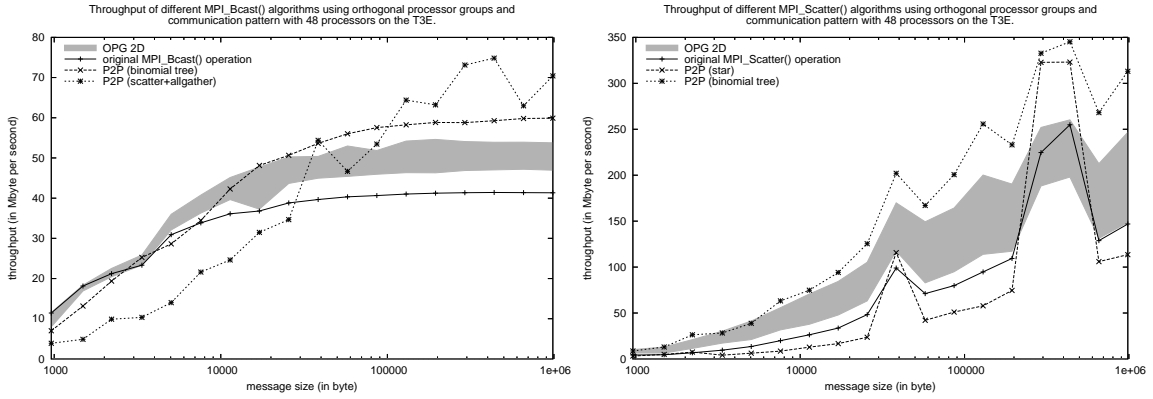 Throughput of different MPI_Bcast() algorithms using orthogonal processor groups and
communication pattern with 48 processors on the T3E.
80
70
60
50
40
30
20
10
0
throughput (in Mbyte per second)
OPG 2D
original MPI_Bcast() operation
P2P (binomial tree)
P2P (scatter+allgather)
1000
10000
100000
1e+06
message size (in byte)
Throughput of different MPI_Scatter() algorithms using orthogonal processor groups and
communication pattern with 48 processors on the T3E.
350
300
250
200
150
100
50
0
throughput (in Mbyte per second)
OPG 2D
original MPI_Scatter() operation
P2P (star)
P2P (binomial tree)
1000
10000
100000
1e+06
message size (in byte)